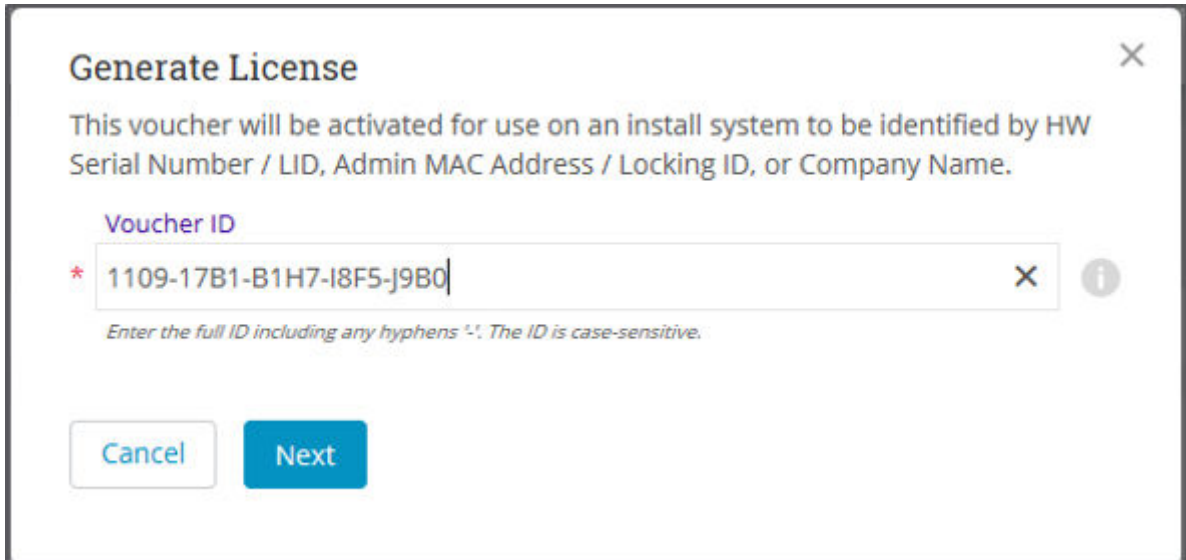 Generate License
This voucher will be activated for use on an install system to be identified by HW
Serial Number / LID, Admin MAC Address / Locking ID, or Company Name.
Voucher ID
* 1109-17B1-B1H7-I8F5-J9B0
Enter the full ID including any hyphens '-'. The ID is case-sensitive.
Cancel Next